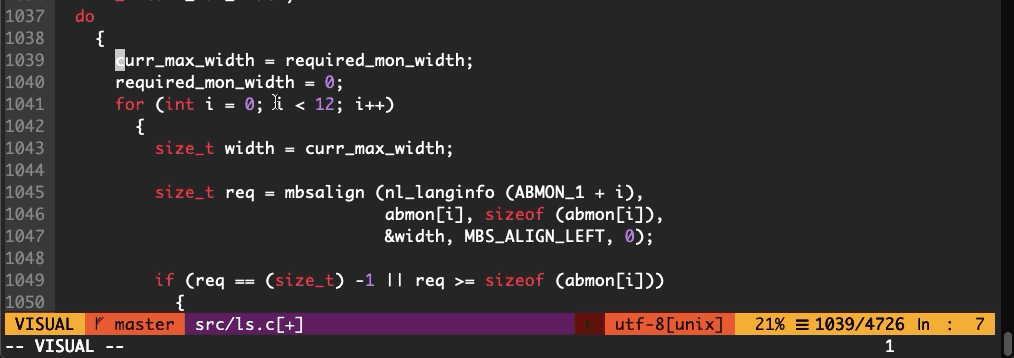 1037 do
1038 {
1039 curr_max_width = required_mon_width;
1040 required_mon_width = 0;
1041 for (int i = 0; i < 12; i++)
1042 {
1043 size_t width = curr_max_width;
1044
1045 size_t req = mbsalign (nl_langinfo (ABMON_1 + i),
1046 abmon[i], sizeof (abmon[i]),
1047 &width, MBS_ALIGN_LEFT, 0);
1048
1049 if (req == (size_t) -1 || req >= sizeof (abmon[i]))
1050 {
VISUAL master src/ls.c[+] c utf-8[unix] 21% ☰ 1039/4726 ln : 7
-- VISUAL -- 1